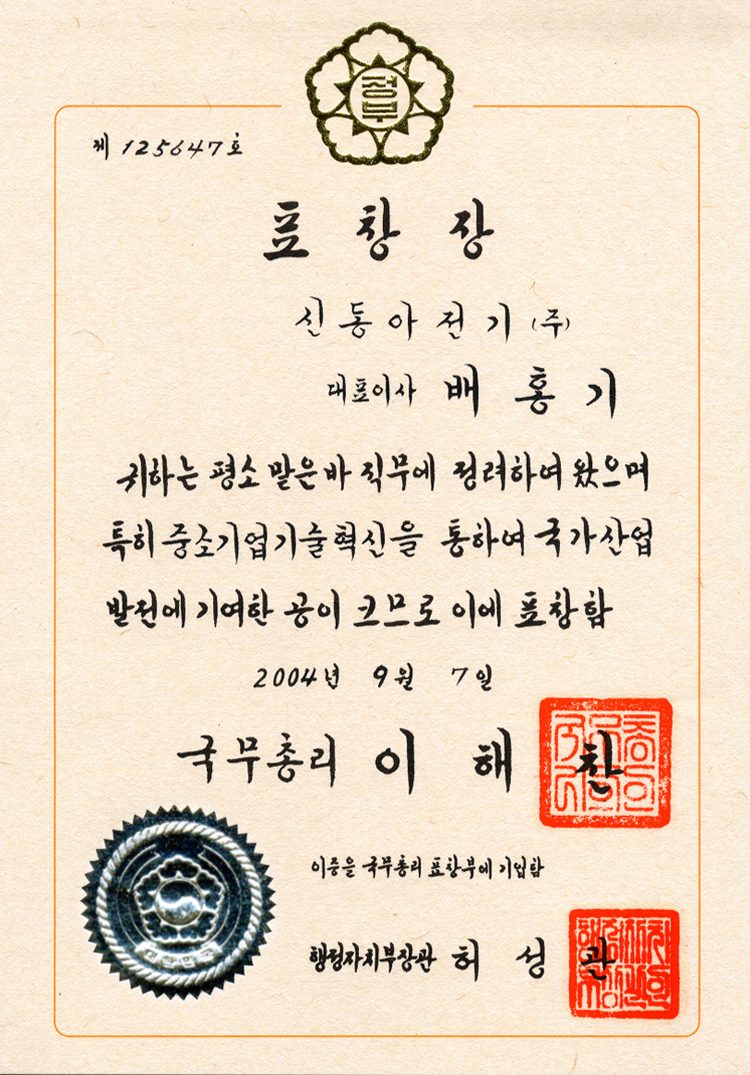 정부
제 125647호
표창장
신동아전기(주)
대표이사 배홍기
귀하는 평소 맡은바 직무에 정려하여 왔으며
특히 중소기업기술혁신을 통하여 국가산업
발전에 기여한 공이 크므로 이에 표창함
2004년 9월 7일
국무총리 이해찬
이증을 국무총리 표창부에 기입함
행정자치부장관 허성관
대한민국